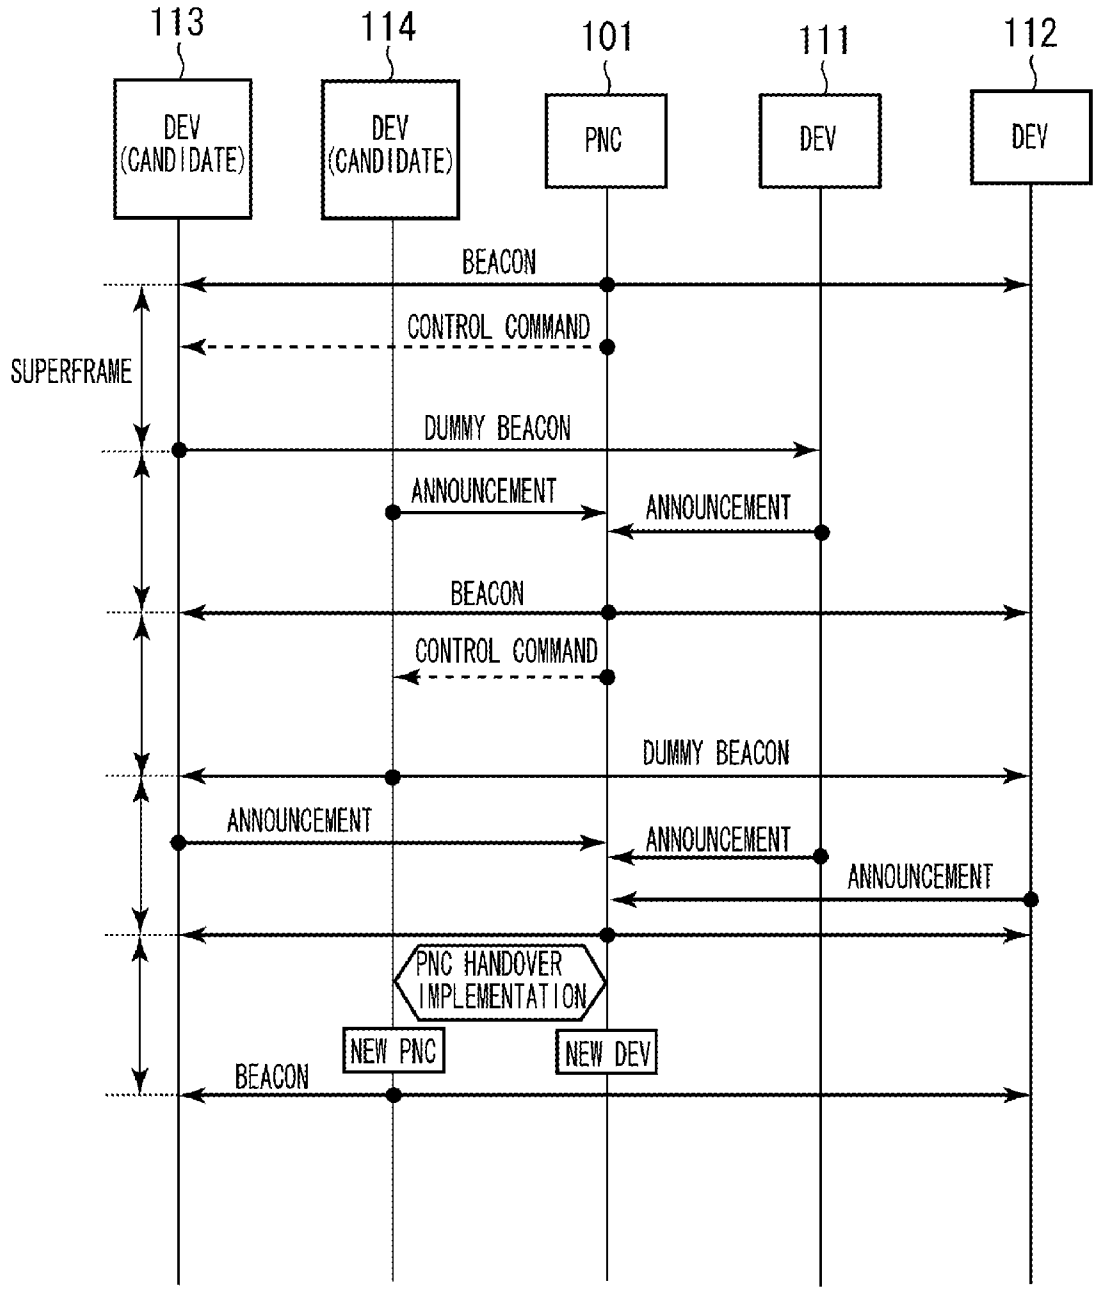 113
114
101
111
112
DEV
(CANDIDATE)
DEV
(CANDIDATE)
PNC
DEV
DEV
BEACON
CONTROL COMMAND
SUPERFRAME
DUMMY BEACON
ANNOUNCEMENT
ANNOUNCEMENT
BEACON
CONTROL COMMAND
DUMMY BEACON
ANNOUNCEMENT
ANNOUNCEMENT
ANNOUNCEMENT
PNC HANDOVER
IMPLEMENTATION
NEW PNC
NEW DEV
BEACON